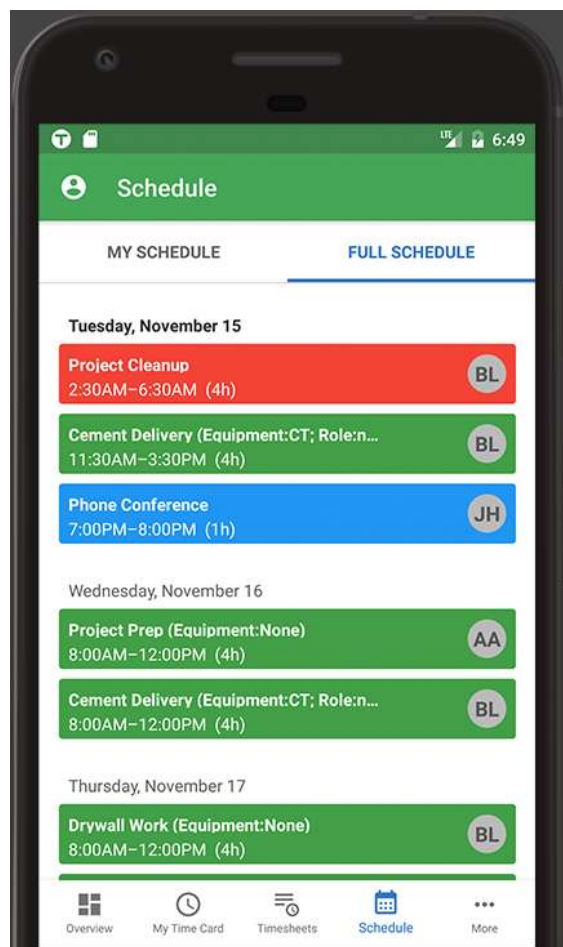 LTE 6:49
Schedule
MY SCHEDULE FULL SCHEDULE
Tuesday, November 15
Project Cleanup
2:30AM–6:30AM (4h)
BL
Cement Delivery (Equipment:CT; Role:n...
11:30AM–3:30PM (4h)
BL
Phone Conference
7:00PM–8:00PM (1h)
JH
Wednesday, November 16
Project Prep (Equipment:None)
8:00AM–12:00PM (4h)
AA
Cement Delivery (Equipment:CT; Role:n...
8:00AM–12:00PM (4h)
BL
Thursday, November 17
Drywall Work (Equipment:None)
8:00AM–12:00PM (4h)
BL
Overview My Time Card Timesheets Schedule More